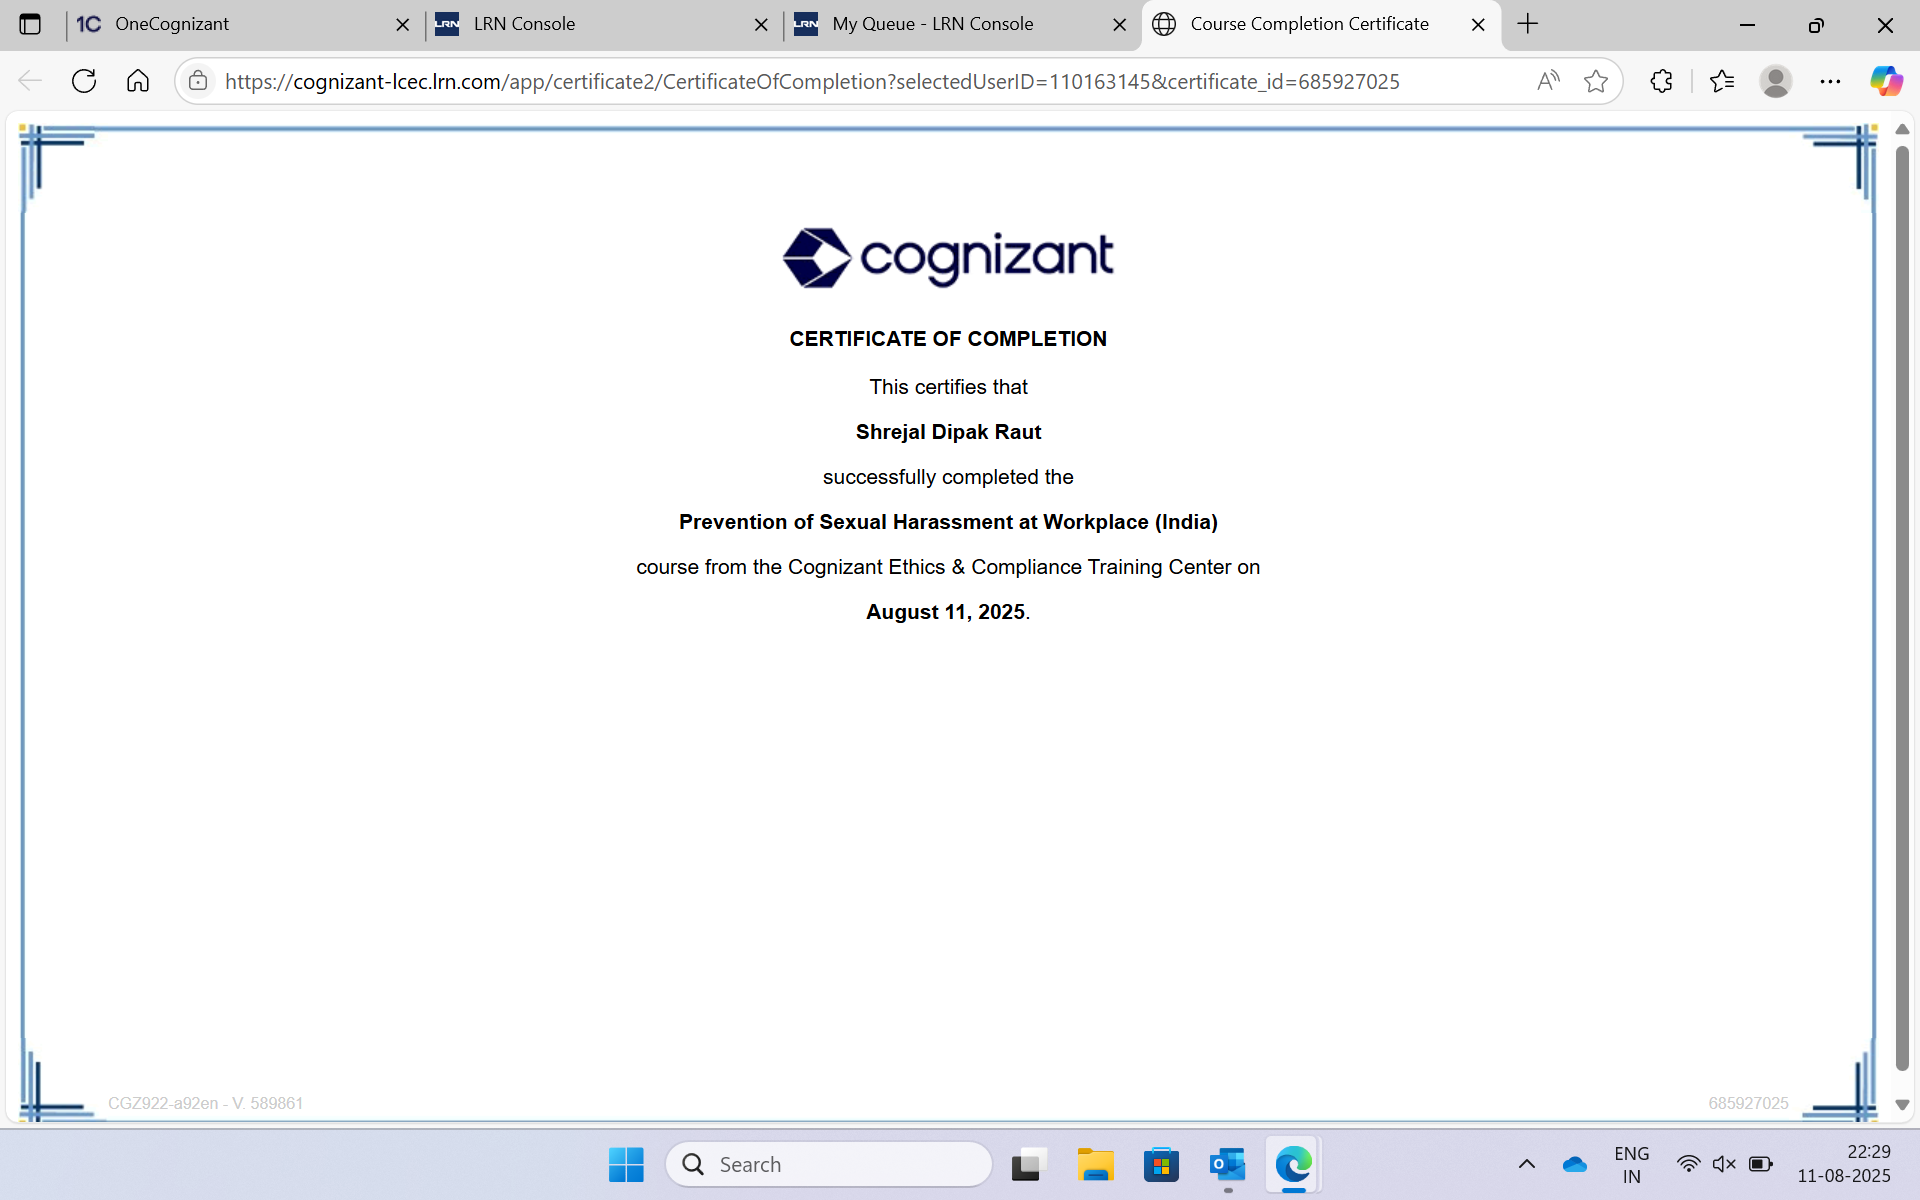 1C OneCognizant
LRN LRN Console
LRN My Queue - LRN Console
Course Completion Certificate
https://cognizant-lcec.lrn.com/app/certificate2/CertificateOfCompletion?selectedUserID=110163145&certificate_id=685927025
cognizant
CERTIFICATE OF COMPLETION
This certifies that
Shrejal Dipak Raut
successfully completed the
Prevention of Sexual Harassment at Workplace (India)
course from the Cognizant Ethics & Compliance Training Center on
August 11, 2025.
CGZ922-a92en - V. 589861
685927025
Search
ENG
IN
22:29
11-08-2025